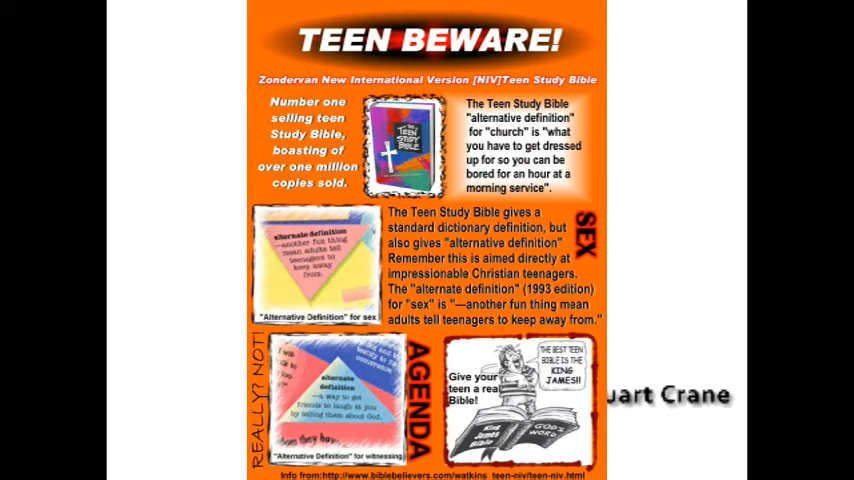 TEEN BEWARE!
Zondervan New International Version [NIV]Teen Study Bible
Number one
selling teen
Study Bible,
boasting of
over one million
copies sold.
THE
TEEN
STUDY
BIBLE
The Teen Study Bible
"alternative definition"
for "church" is "what
you have to get dressed
up for so you can be
bored for an hour at a
morning service".
alternate definition
—another fun thing
mean adults tell
teenagers to
keep away
from.
"Alternative Definition" for sex
The Teen Study Bible gives a
standard dictionary definition, but
also gives "alternative definition"
Remember this is aimed directly at
impressionable Christian teenagers.
The "alternate definition" (1993 edition)
for "sex" is "—another fun thing mean
adults tell teenagers to keep away from."
SEX
REALLY? NOT!
alternate
definition
—a way to get
friends to laugh at you
by telling them about God.
"Alternative Definition" for witnessing
AGENDA
Give your
teen a real
Bible!
THE BEST TEEN
BIBLE IS THE
KING
JAMES!!
King
James
Bible
GOD'S
WORD
uart Crane
Info from:http://www.biblebelievers.com/watkins_teen-niv/teen-niv.html